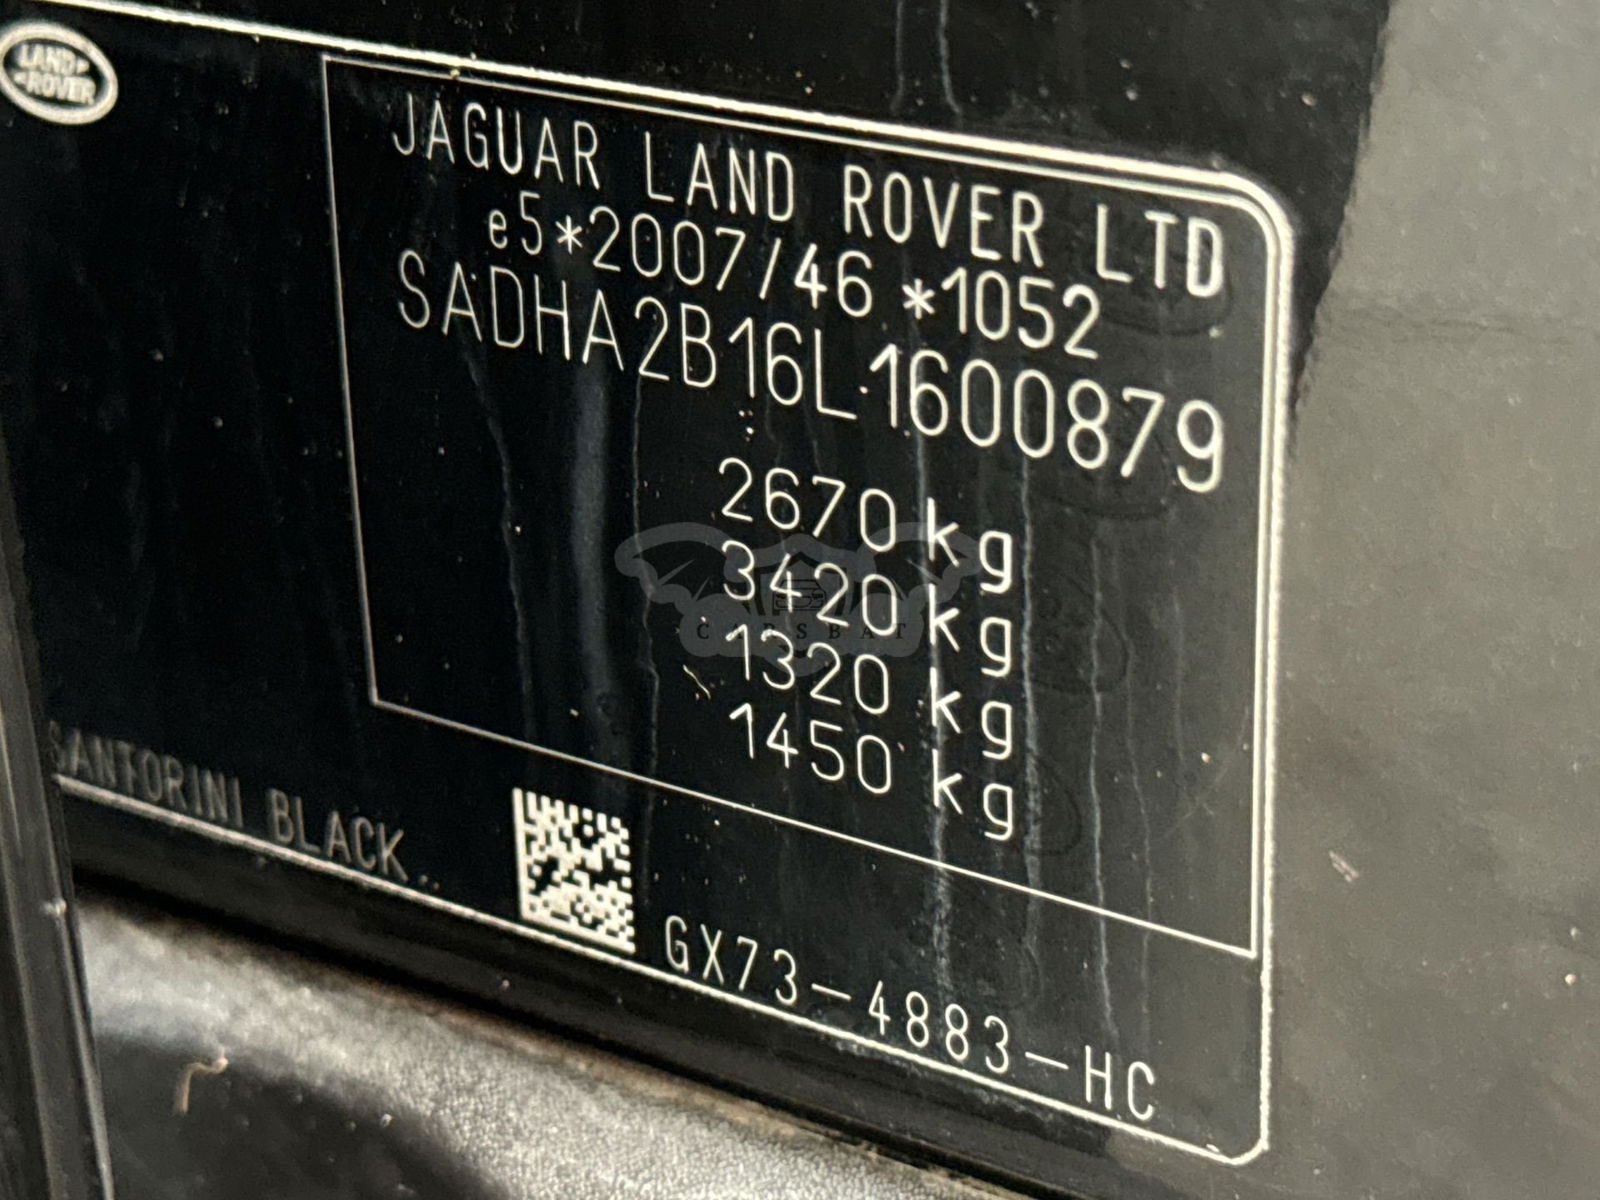 LAND
ROVER
JAGUAR LAND ROVER LTD
e5*2007/46 *1052
SADHA2B16L1600879
2670 kg
3420 kg
1320 kg
1450 kg
CARSBAT
SANTORINI BLACK
GX73-4883-HC